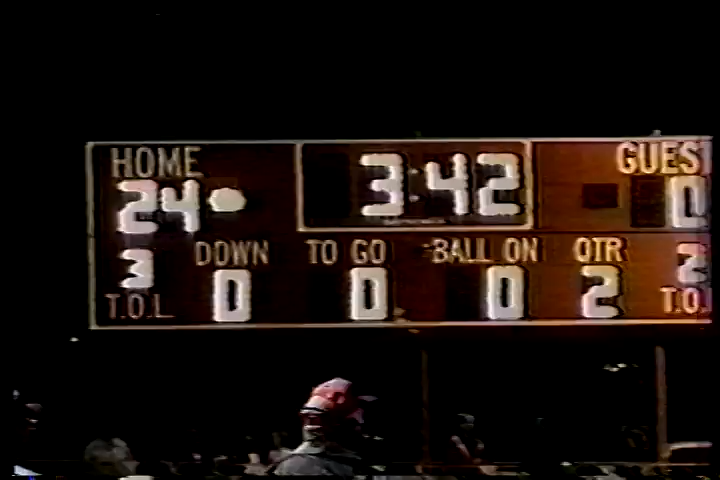 HOME 3:42 GUEST
24 0
DOWN TO GO BALL ON QTR
3 0 0 0 2 2
T.O.L. T.O.